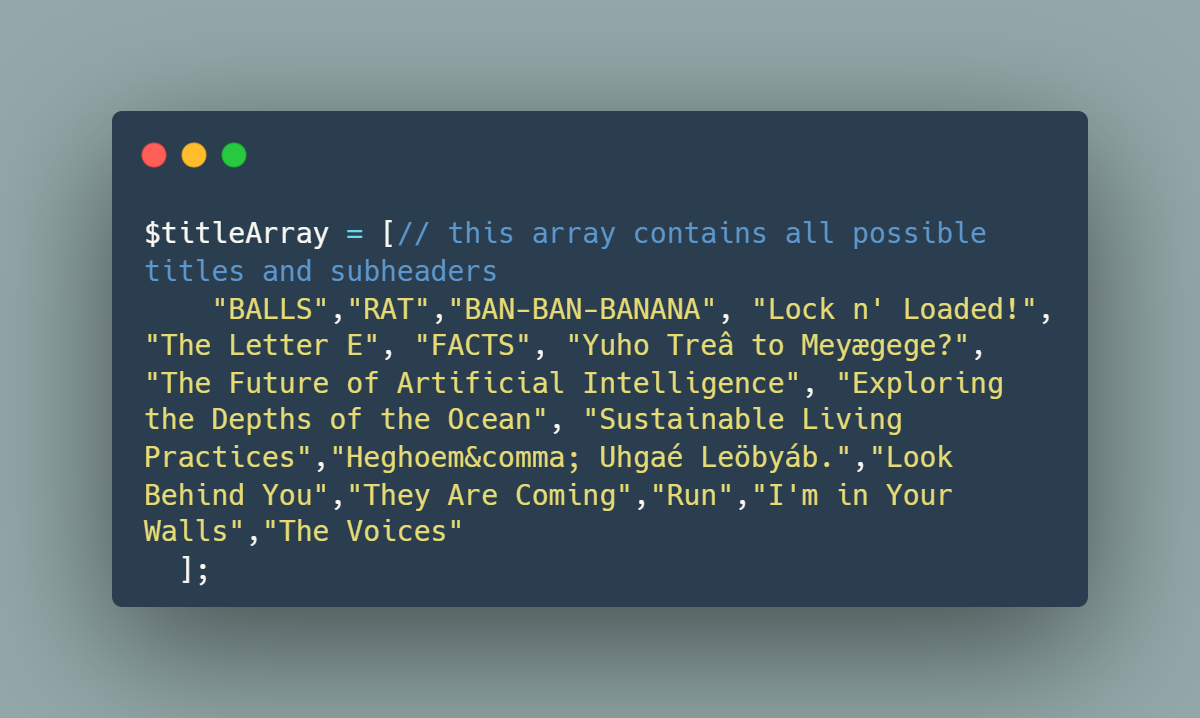 $titleArray = [// this array contains all possible
titles and subheaders
    "BALLS","RAT","BAN-BAN-BANANA", "Lock n' Loaded!",
"The Letter E", "FACTS", "Yuho Treâ to Meyægege?",
"The Future of Artificial Intelligence", "Exploring
the Depths of the Ocean", "Sustainable Living
Practices","Heghoem&comma; Uhgaé Leöbyáb.","Look
Behind You","They Are Coming","Run","I'm in Your
Walls","The Voices"
  ];